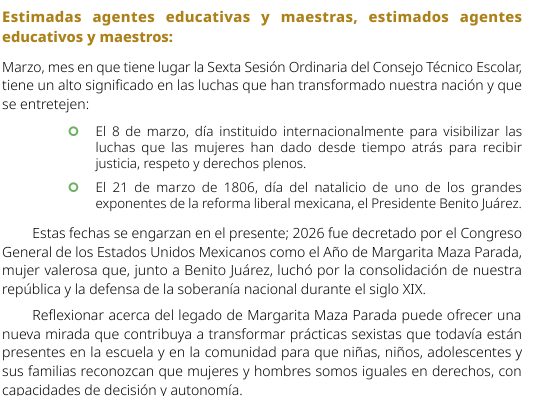 Estimadas agentes educativas y maestras, estimados agentes
educativos y maestros:
Marzo, mes en que tiene lugar la Sexta Sesión Ordinaria del Consejo Técnico Escolar,
tiene un alto significado en las luchas que han transformado nuestra nación y que
se entretejen:
El 8 de marzo, día instituido internacionalmente para visibilizar las
luchas que las mujeres han dado desde tiempo atrás para recibir
justicia, respeto y derechos plenos.
El 21 de marzo de 1806, día del natalicio de uno de los grandes
exponentes de la reforma liberal mexicana, el Presidente Benito Juárez.
Estas fechas se engarzan en el presente; 2026 fue decretado por el Congreso
General de los Estados Unidos Mexicanos como el Año de Margarita Maza Parada,
mujer valerosa que, junto a Benito Juárez, luchó por la consolidación de nuestra
república y la defensa de la soberanía nacional durante el siglo XIX.
Reflexionar acerca del legado de Margarita Maza Parada puede ofrecer una
nueva mirada que contribuya a transformar prácticas sexistas que todavía están
presentes en la escuela y en la comunidad para que niñas, niños, adolescentes y
sus familias reconozcan que mujeres y hombres somos iguales en derechos, con
capacidades de decisión y autonomía.